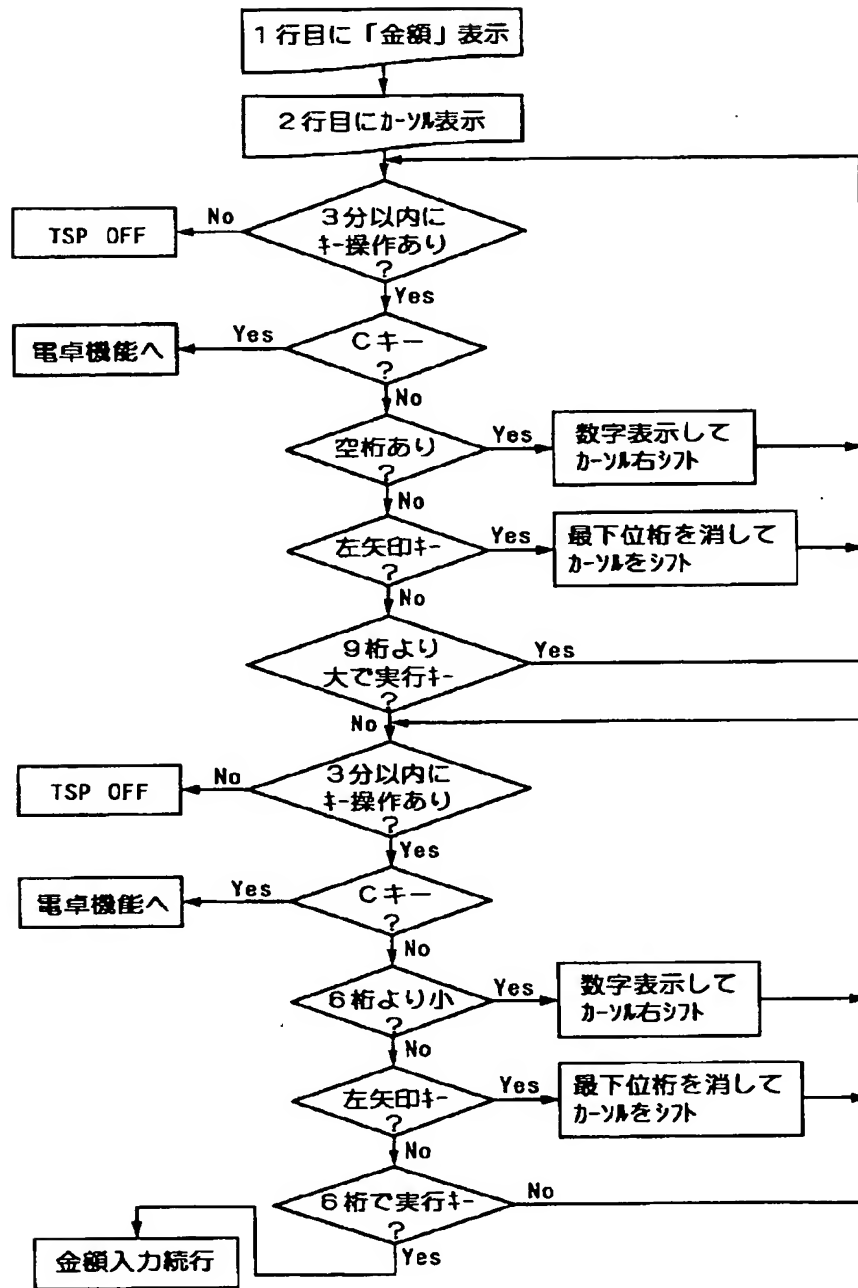 1行目に「金額」表示
2行目にカーソル表示
3分以内に
キー操作あり
?
No
TSP OFF
Yes
Cキー
?
Yes
電卓機能へ
No
空桁あり
?
Yes
数字表示して
カーソル右シフト
No
左矢印キー
?
Yes
最下位桁を消して
カーソルをシフト
No
9桁より
大で実行キー
?
Yes
No
3分以内に
キー操作あり
?
No
TSP OFF
Yes
Cキー
?
Yes
電卓機能へ
No
6桁より小
?
Yes
数字表示して
カーソル右シフト
No
左矢印キー
?
Yes
最下位桁を消して
カーソルをシフト
No
6桁で実行キー
?
No
Yes
金額入力続行